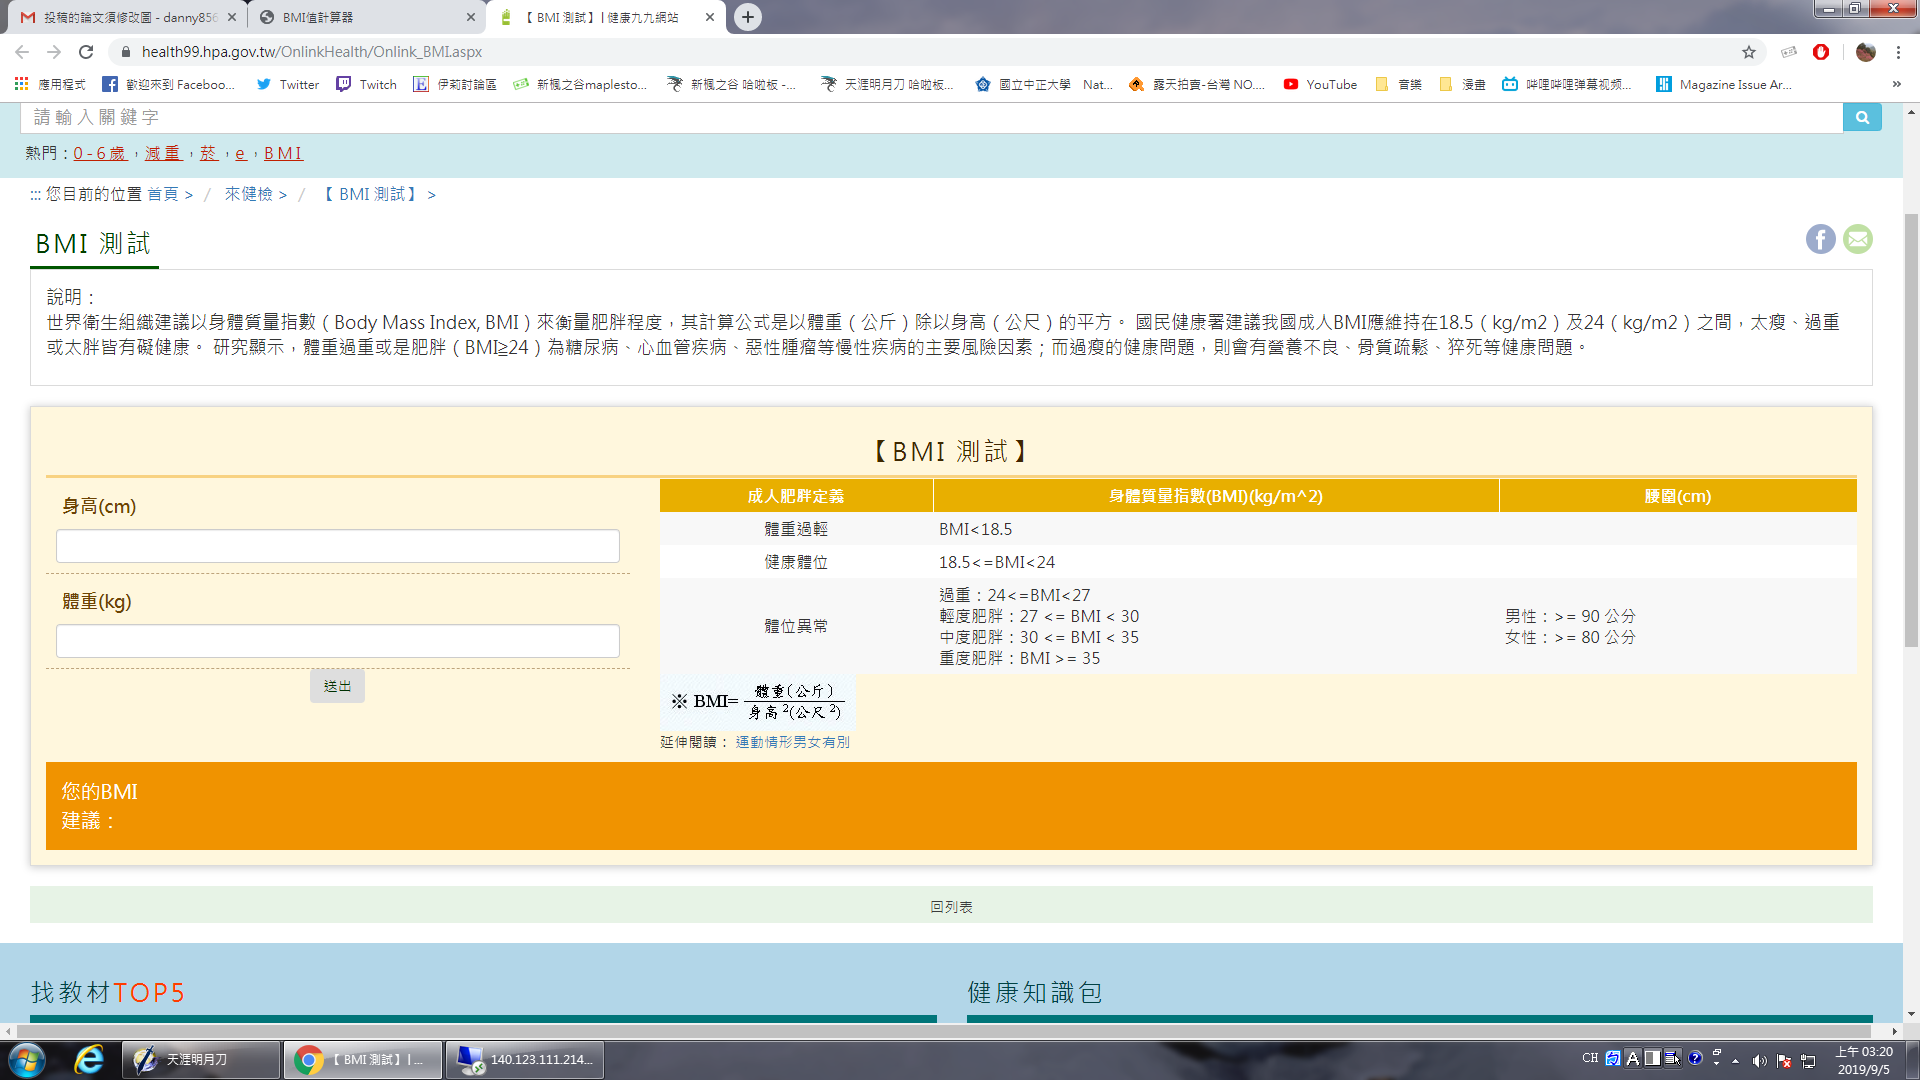 投稿的論文須修改圖 - danny856
BMI值計算器
【 BMI 測試】 | 健康九九網站
health99.hpa.gov.tw/OnlinkHealth/Onlink_BMI.aspx
應用程式
歡迎來到 Faceboo...
Twitter
Twitch
伊莉討論區
新楓之谷maplesto...
新楓之谷 哈啦板 -...
天涯明月刀 哈啦板...
國立中正大學 Nat...
露天拍賣-台灣 NO....
YouTube
音樂
漫畫
哔哩哔哩弹幕视频...
Magazine Issue Ar...
»
請輸入關鍵字
熱門：0-6歲，減重，菸，e，BMI
::: 您目前的位置 首頁 > / 來健檢 > / 【 BMI 測試】 >
BMI 測試
說明：
世界衛生組織建議以身體質量指數（Body Mass Index, BMI）來衡量肥胖程度，其計算公式是以體重（公斤）除以身高（公尺）的平方。 國民健康署建議我國成人BMI應維持在18.5（kg/m2）及24（kg/m2）之間，太瘦、過重
或太胖皆有礙健康。 研究顯示，體重過重或是肥胖（BMI≧24）為糖尿病、心血管疾病、惡性腫瘤等慢性疾病的主要風險因素；而過瘦的健康問題，則會有營養不良、骨質疏鬆、猝死等健康問題。
【BMI 測試】
身高(cm)
體重(kg)
送出
成人肥胖定義 身體質量指數(BMI)(kg/m^2) 腰圍(cm)
體重過輕 BMI<18.5
健康體位 18.5<=BMI<24
體位異常
過重：24<=BMI<27
輕度肥胖：27 <= BMI < 30
中度肥胖：30 <= BMI < 35
重度肥胖：BMI >= 35
男性：>= 90 公分
女性：>= 80 公分
※ BMI= 體重(公斤)
身高²(公尺²)
延伸閱讀： 運動情形男女有別
您的BMI
建議：
回列表
找教材TOP5
健康知識包
天涯明月刀
【 BMI 測試】 | ...
140.123.111.214...
CH
A
上午 03:20
2019/9/5